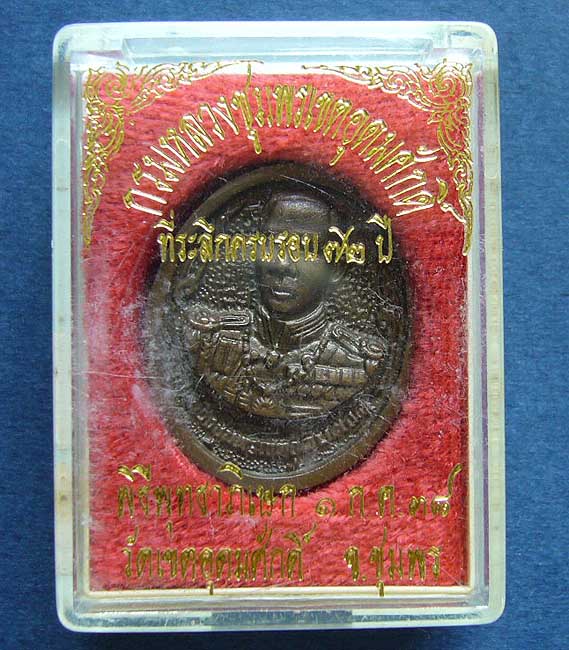 กรมหลวงชุมพรเขตอุดมศักดิ์
ที่ระลึกครบรอบ ๗๒ ปี
พิธีพุทธาภิเษก ๑ ก.ค. ๓๘
วัดเขตอุดมศักดิ์ จ.ชุมพร